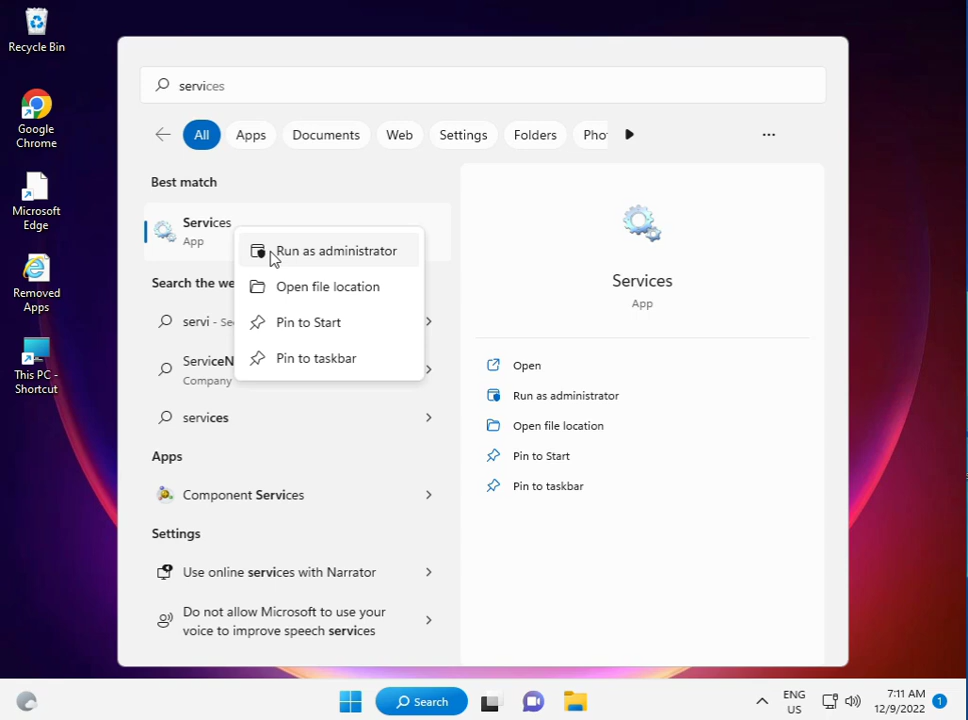 Recycle Bin
Google
Chrome
Microsoft
Edge
Removed
Apps
This PC -
Shortcut
services
All
Apps
Documents
Web
Settings
Folders
Pho
Best match
Services
App
Run as administrator
Open file location
Pin to Start
Pin to taskbar
Search the we
servi - Se
ServiceN
Company
services
Apps
Component Services
Settings
Use online services with Narrator
Do not allow Microsoft to use your
voice to improve speech services
Services
App
Open
Run as administrator
Open file location
Pin to Start
Pin to taskbar
Search
ENG
US
7:11 AM
12/9/2022
1